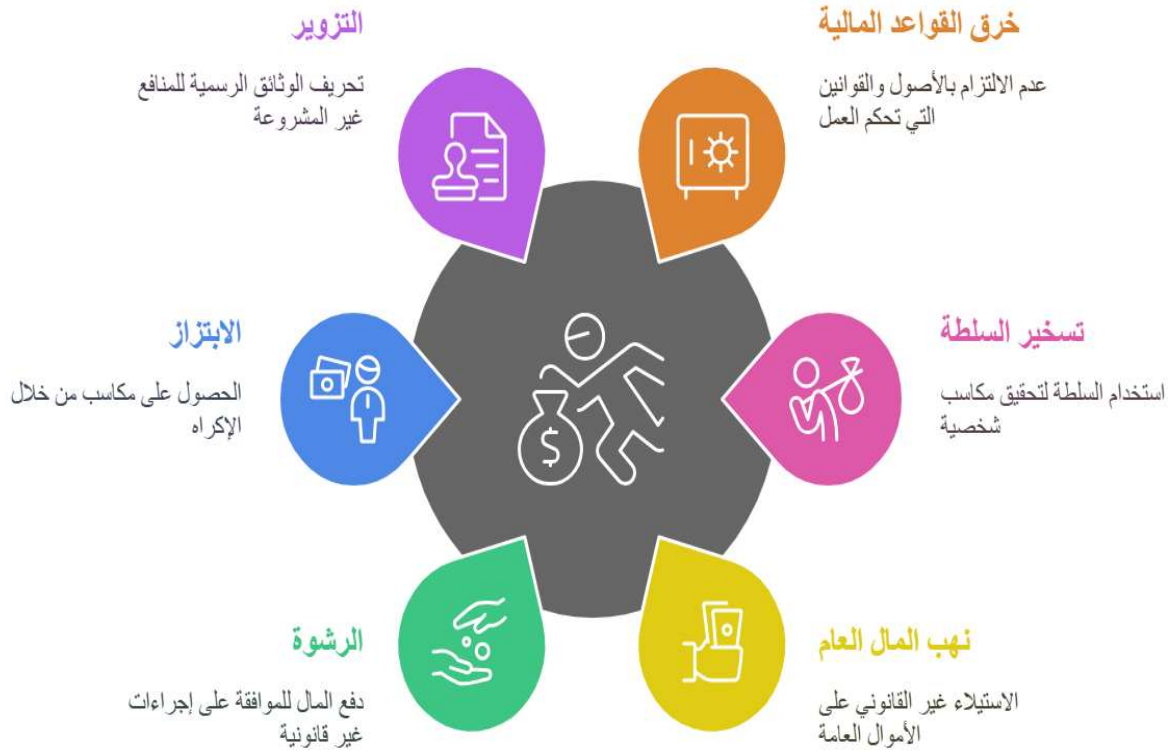 خرق القواعد المالية
عدم الالتزام بالأصول والقوانين
التي تحكم العمل
التزوير
تحريف الوثائق الرسمية للمنافع
غير المشروعة
تسخير السلطة
استخدام السلطة لتحقيق مكاسب
شخصية
الابتزاز
الحصول على مكاسب من خلال
الإكراه
نهب المال العام
الاستيلاء غير القانوني على
الأموال العامة
الرشوة
دفع المال للموافقة على إجراءات
غير قانونية
$